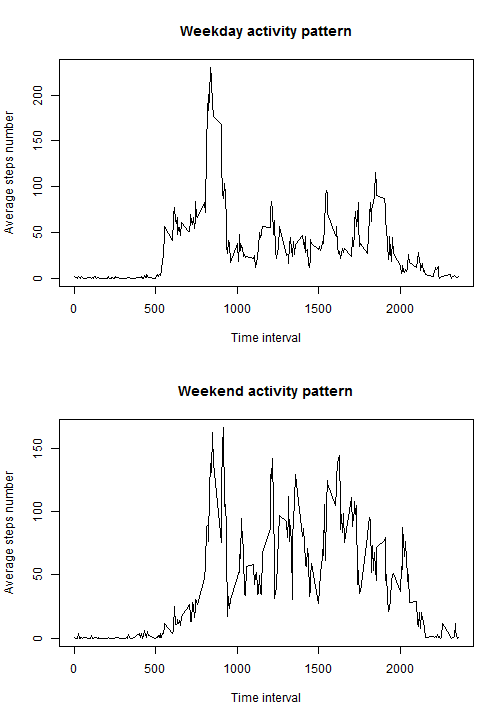 Weekday activity pattern
Average steps number
200
150
100
50
0
0 500 1000 1500 2000
Time interval
Weekend activity pattern
Average steps number
150
100
50
0
0 500 1000 1500 2000
Time interval